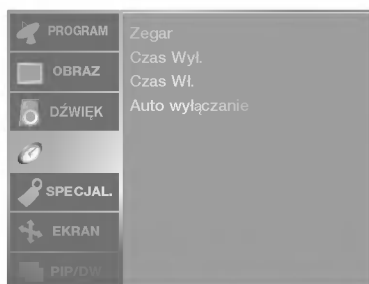 PROGRAM
OBRAZ
DŹWIĘK
SPECJAL.
EKRAN
PIP/DW
Zegar
Czas Wył.
Czas Wł.
Auto wyłączanie